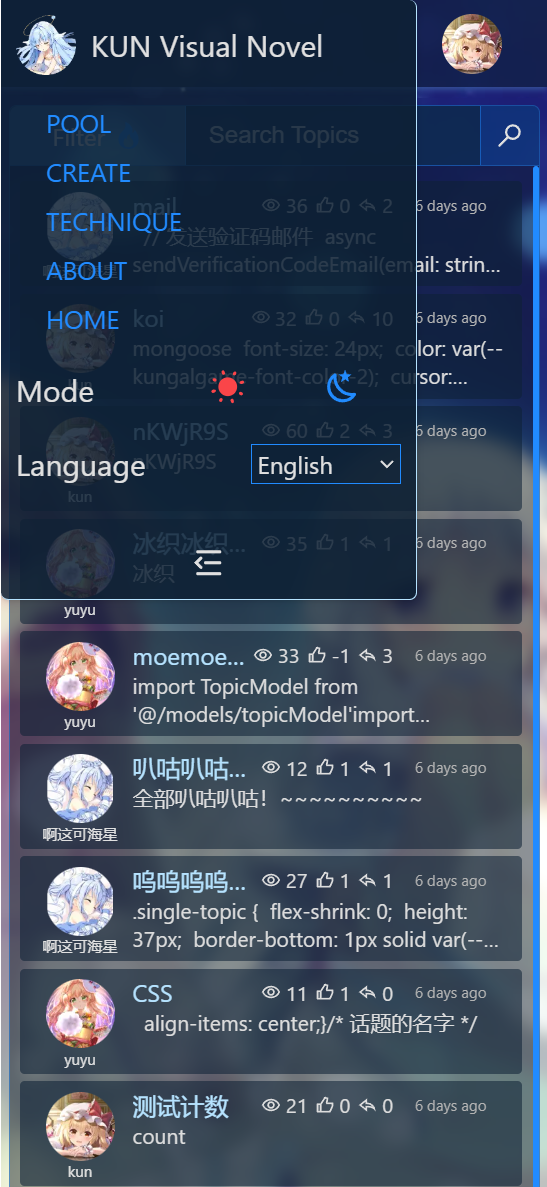 KUN Visual Novel
POOL
Filter
Search Topics
CREATE
mail
36 0 2
6 days ago
TECHNIQUE
// 发送验证码邮件 async
ABOUT
sendVerificationCodeEmail(email: strin...
HOME
koi
32 0 10
6 days ago
mongoose font-size: 24px; color: var(--
kungalgame-font-color-2); cursor:...
Mode
nKWjR9S
60 2 3
6 days ago
nKWjR9S
Language
English
kun
冰织冰织...
35 1 1
6 days ago
冰织
yuyu
moemoe...
33 -1 3
6 days ago
import TopicModel from
'@/models/topicModel'import...
yuyu
叭咕叭咕...
12 1 1
6 days ago
全部叭咕叭咕！~~~~~~~~~~
啊这可海星
呜呜呜呜...
27 1 1
6 days ago
.single-topic { flex-shrink: 0; height:
37px; border-bottom: 1px solid var(--...
啊这可海星
CSS
11 1 0
6 days ago
align-items: center;}/* 话题的名字 */
yuyu
测试计数
21 0 0
6 days ago
count
kun